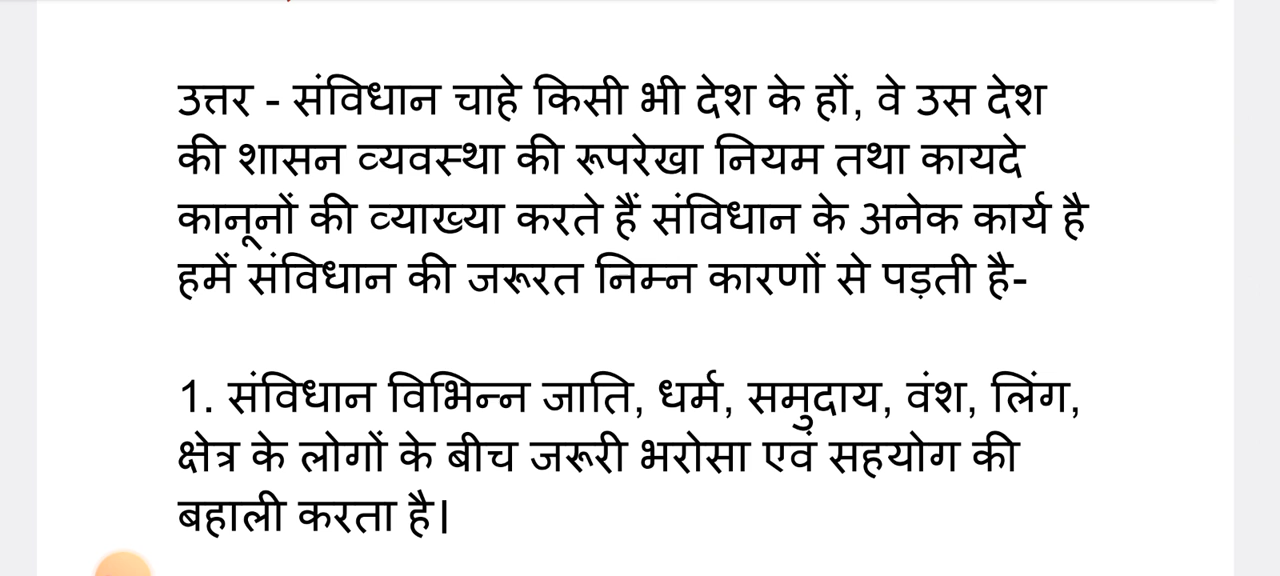 उत्तर - संविधान चाहे किसी भी देश के हों, वे उस देश
की शासन व्यवस्था की रूपरेखा नियम तथा कायदे
कानूनों की व्याख्या करते हैं संविधान के अनेक कार्य है
हमें संविधान की जरूरत निम्न कारणों से पड़ती है-
1. संविधान विभिन्न जाति, धर्म, समुदाय, वंश, लिंग,
क्षेत्र के लोगों के बीच जरूरी भरोसा एवं सहयोग की
बहाली करता है।